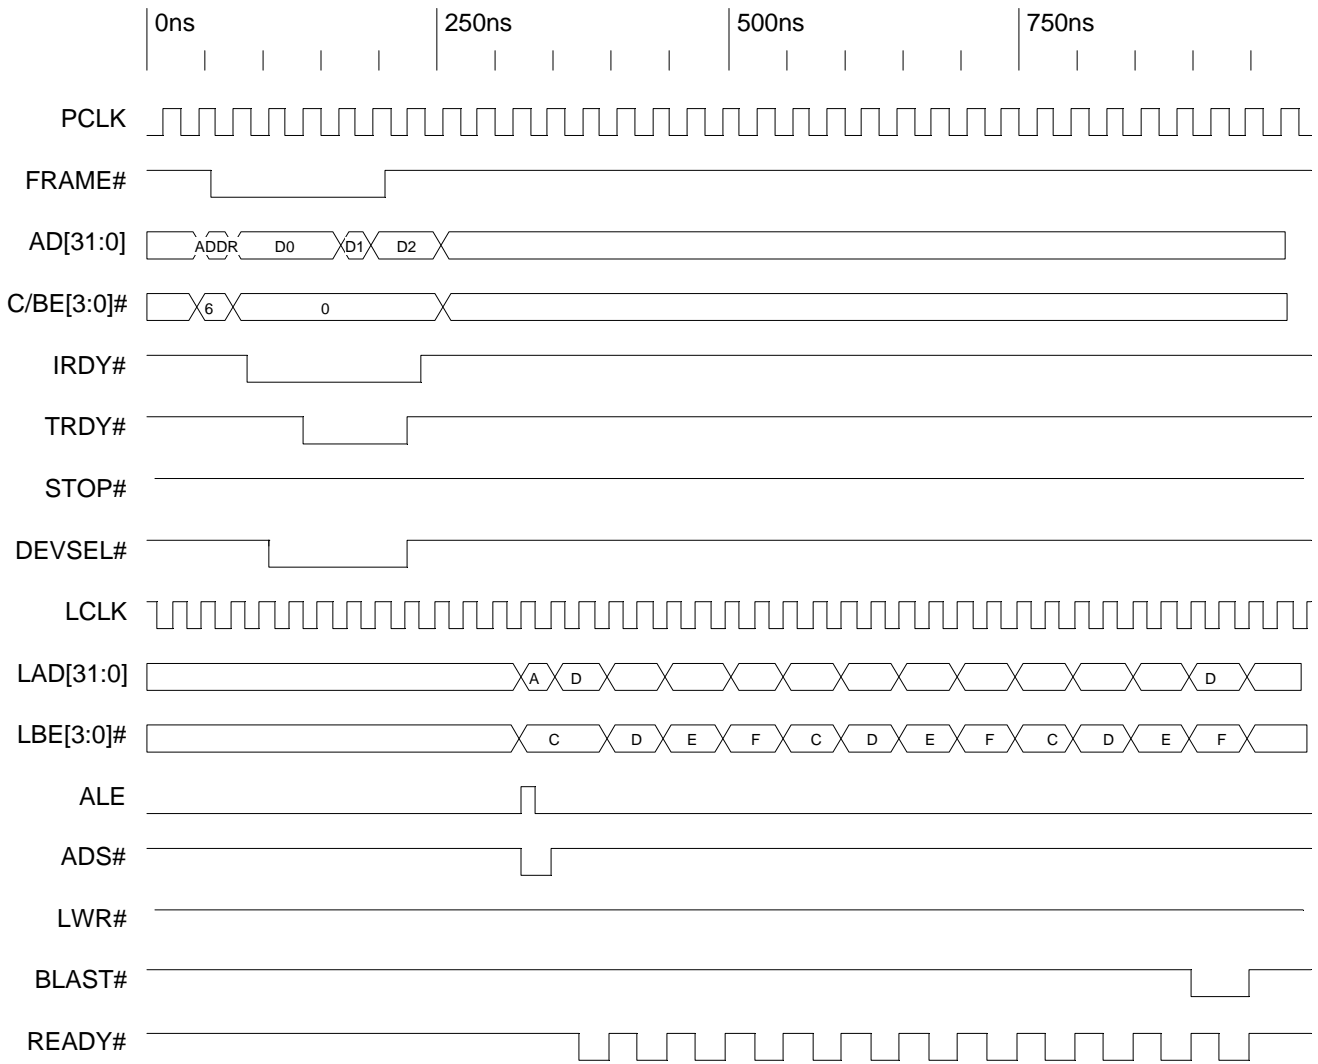 0ns 250ns 500ns 750ns
PCLK
FRAME#
AD[31:0] ADDR D0 D1 D2
C/BE[3:0]# 6 0
IRDY#
TRDY#
STOP#
DEVSEL#
LCLK
LAD[31:0] A D D
LBE[3:0]# C D E F C D E F C D E F
ALE
ADS#
LWR#
BLAST#
READY#